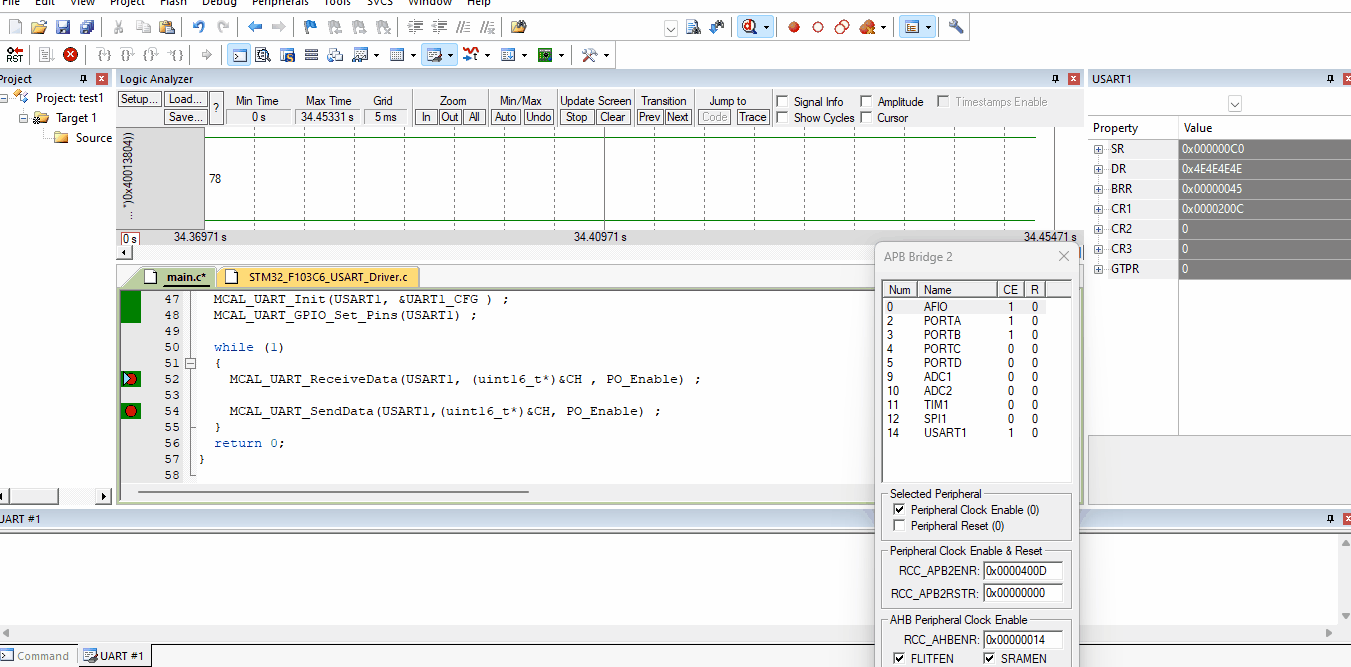 File Edit View Project Flash Debug Peripherals Tools SVCS Window Help
RST
Project
Project: test1
Target 1
Source
Logic Analyzer
Setup... Load... Save... ?
Min Time Max Time Grid
0 s 34.45331 s 5 ms
Zoom
In Out All
Min/Max
Auto Undo
Update Screen
Stop Clear
Transition
Prev Next
Jump to
Code Trace
Signal Info Amplitude Timestamps Enable
Show Cycles Cursor
... *)0x40013804))
78
0 s 34.36971 s 34.40971 s 34.45471 s
main.c* STM32_F103C6_USART_Driver.c
47 MCAL_UART_Init(USART1, &UART1_CFG ) ;
48 MCAL_UART_GPIO_Set_Pins(USART1) ;
49
50 while (1)
51 {
52 MCAL_UART_ReceiveData(USART1, (uint16_t*)&CH , PO_Enable) ;
53
54 MCAL_UART_SendData(USART1,(uint16_t*)&CH, PO_Enable) ;
55 }
56 return 0;
57 }
58
USART1
Property Value
SR 0x000000C0
DR 0x4E4E4E4E
BRR 0x00000045
CR1 0x0000200C
CR2 0
CR3 0
GTPR 0
APB Bridge 2
Num Name CE R
0 AFIO 1 0
2 PORTA 1 0
3 PORTB 1 0
4 PORTC 0 0
5 PORTD 0 0
9 ADC1 0 0
10 ADC2 0 0
11 TIM1 0 0
12 SPI1 0 0
14 USART1 1 0
Selected Peripheral
Peripheral Clock Enable (0)
Peripheral Reset (0)
Peripheral Clock Enable & Reset
RCC_APB2ENR: 0x0000400D
RCC_APB2RSTR: 0x00000000
AHB Peripheral Clock Enable
RCC_AHBENR: 0x00000014
FLITFEN SRAMEN
UART #1
Command UART #1